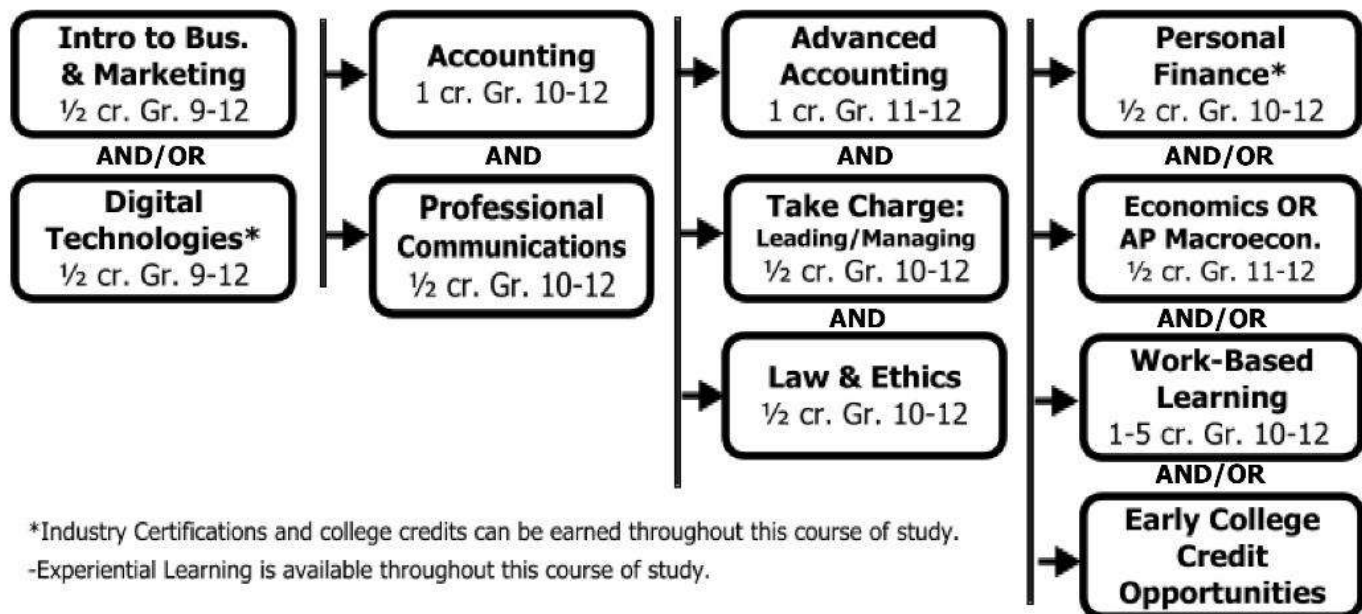 Intro to Bus.
& Marketing
½ cr. Gr. 9-12
AND/OR
Digital
Technologies*
½ cr. Gr. 9-12
Accounting
1 cr. Gr. 10-12
AND
Professional
Communications
½ cr. Gr. 10-12
Advanced
Accounting
1 cr. Gr. 11-12
AND
Take Charge:
Leading/Managing
½ cr. Gr. 10-12
AND
Law & Ethics
½ cr. Gr. 10-12
Personal
Finance*
½ cr. Gr. 10-12
AND/OR
Economics OR
AP Macroecon.
½ cr. Gr. 11-12
AND/OR
Work-Based
Learning
1-5 cr. Gr. 10-12
AND/OR
Early College
Credit
Opportunities
*Industry Certifications and college credits can be earned throughout this course of study.
-Experiential Learning is available throughout this course of study.